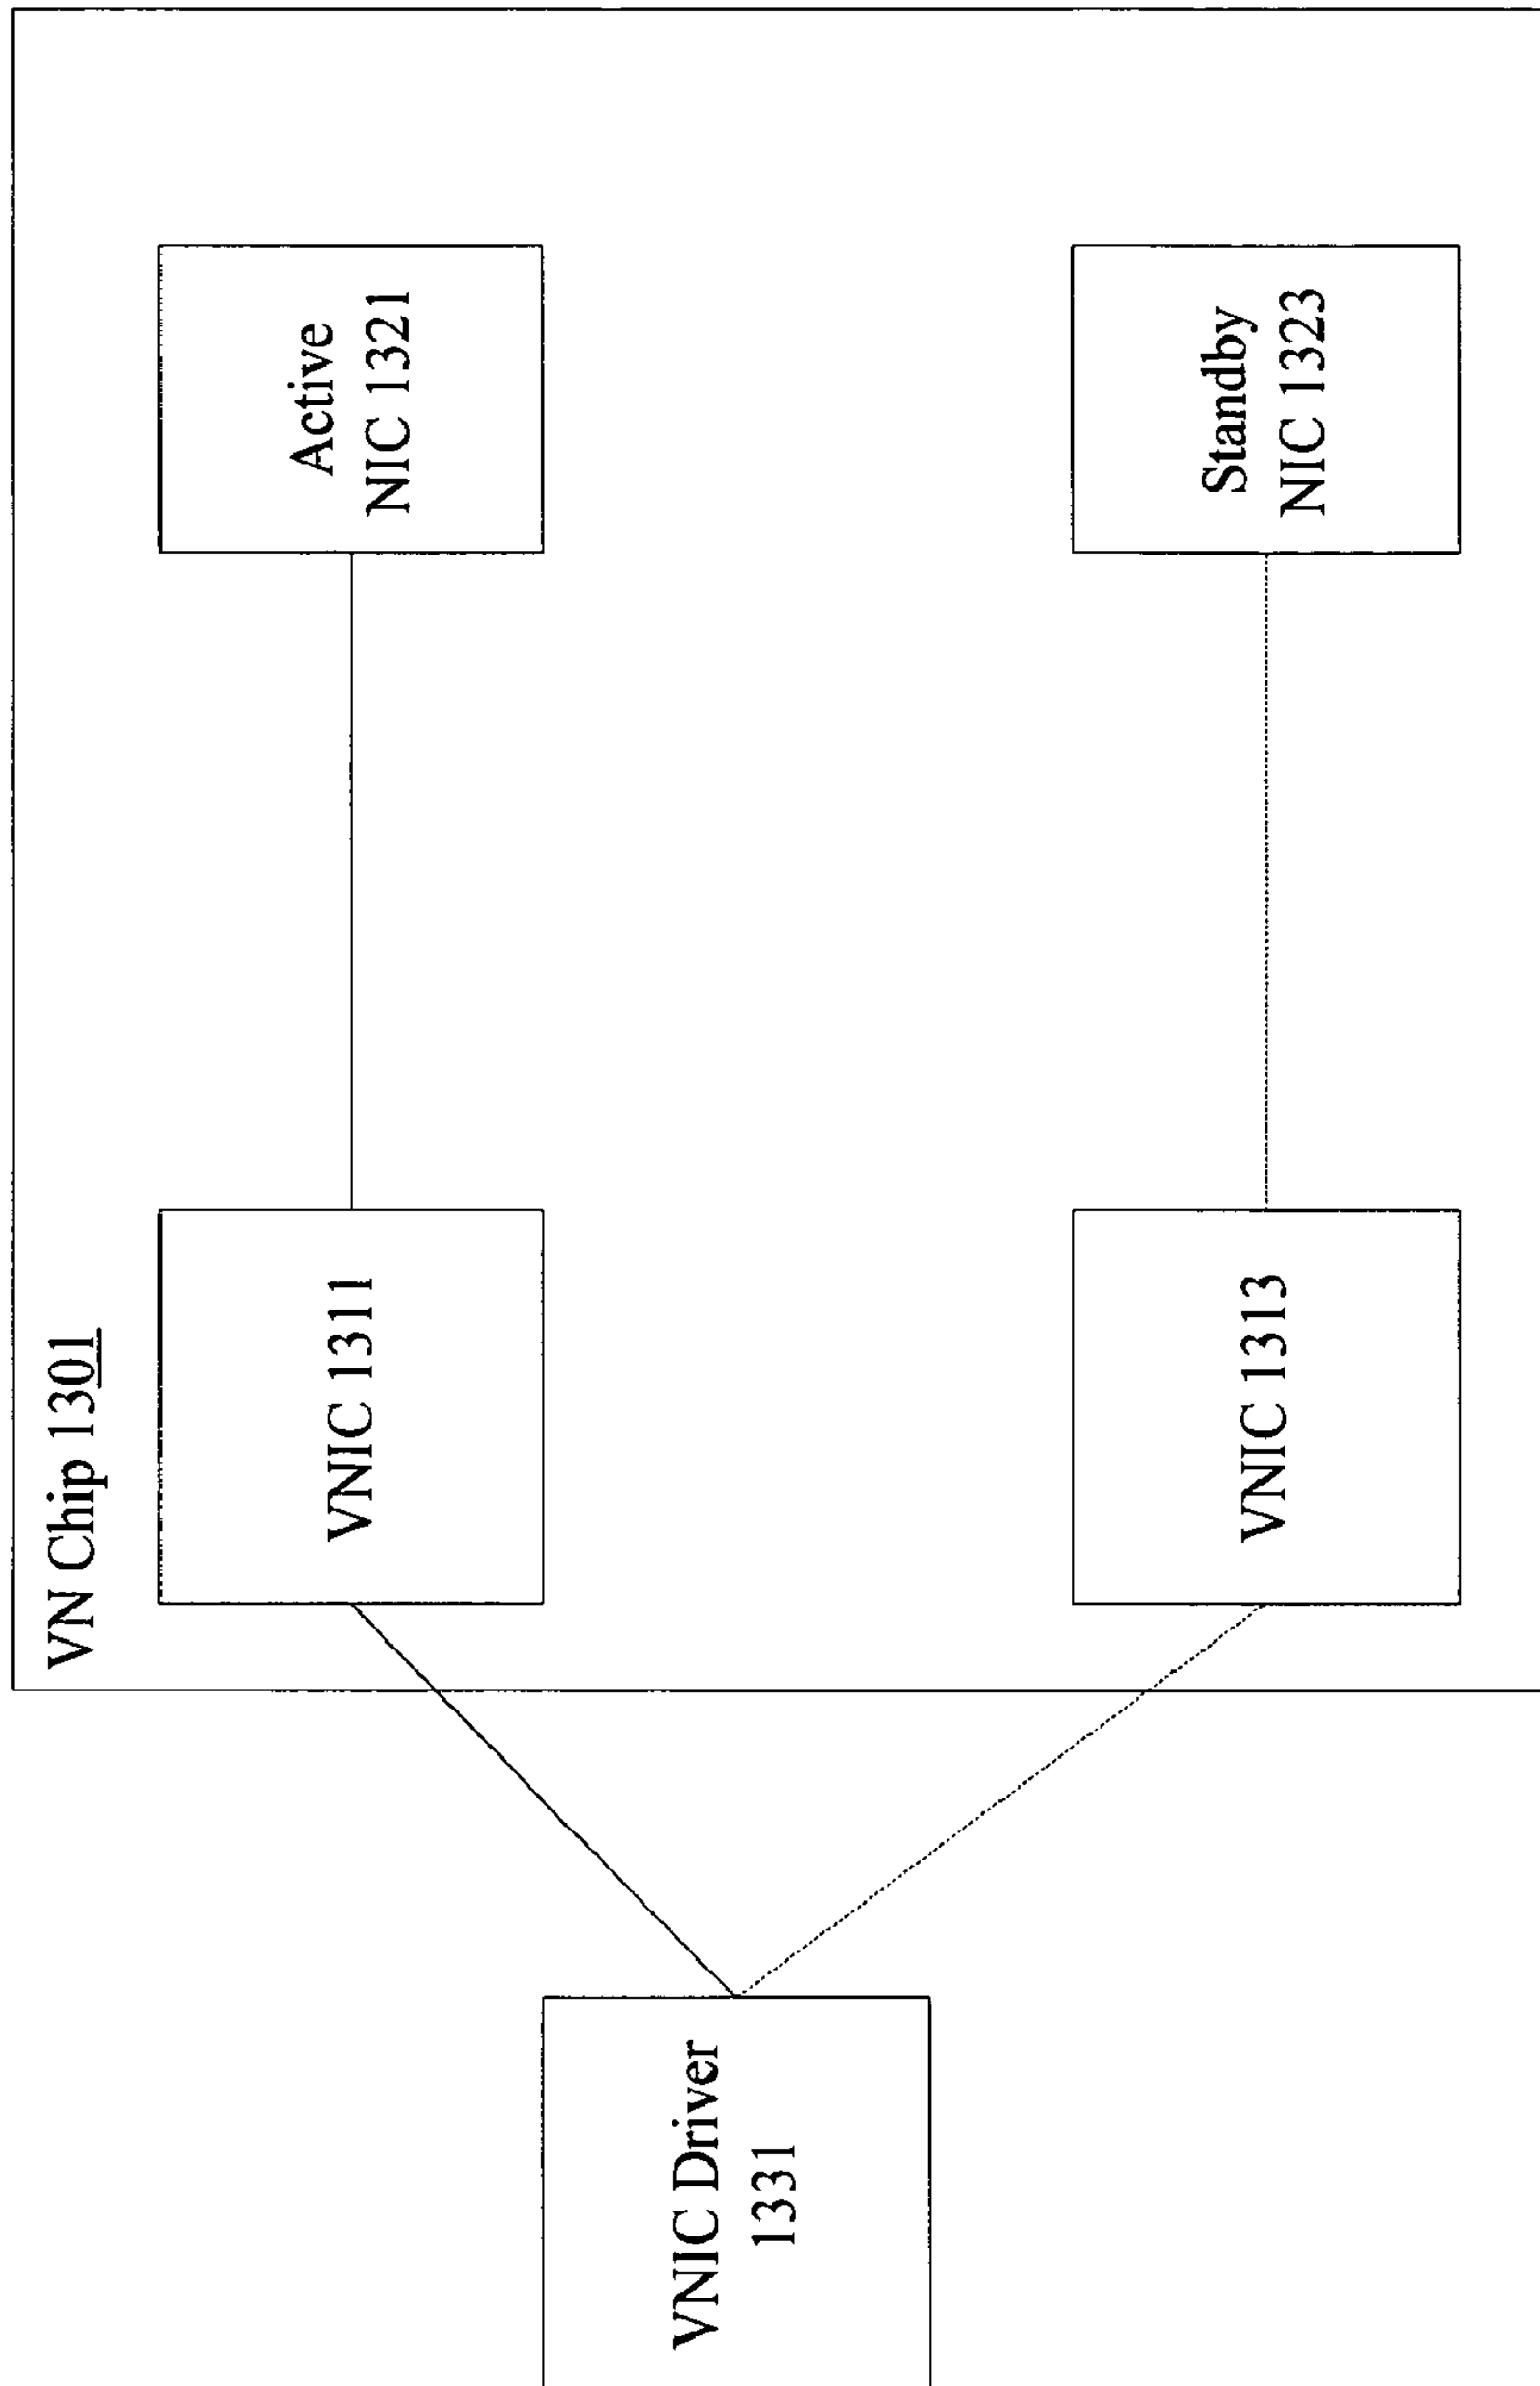 VN Chip 1301
VNIC Driver
1331
VNIC 1311
Active
NIC 1321
VNIC 1313
Standby
NIC 1323